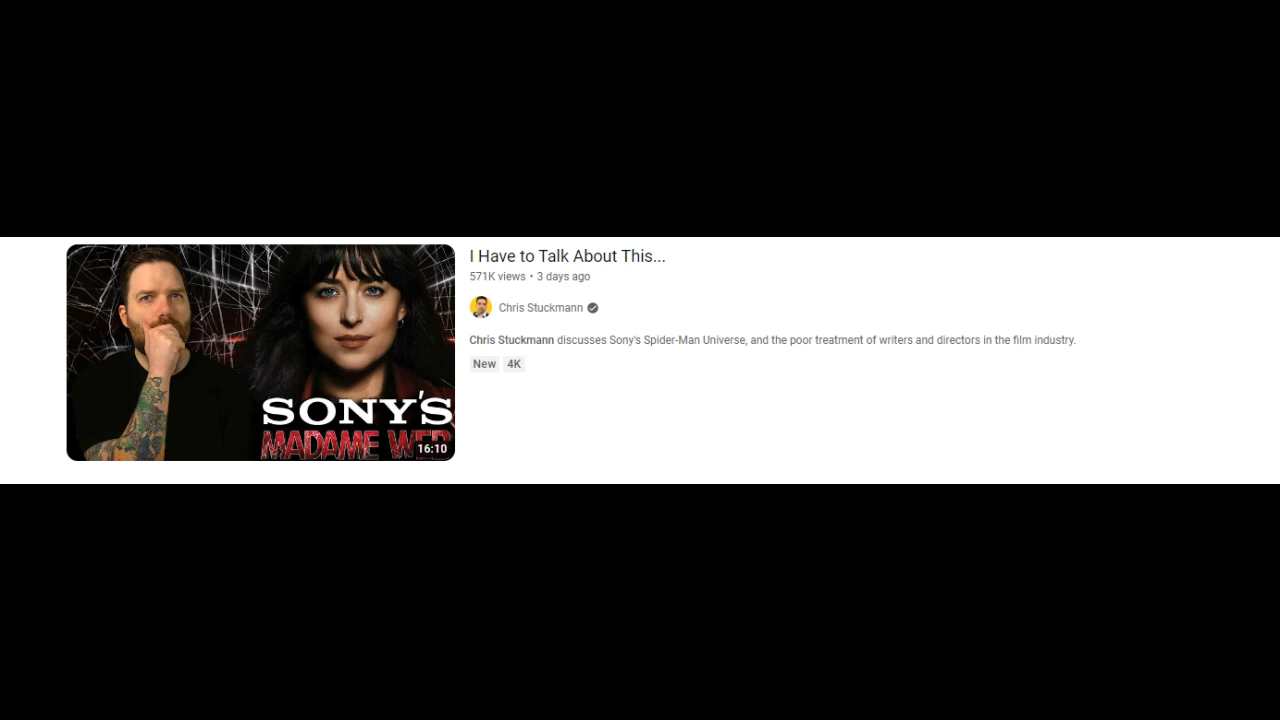 I Have to Talk About This...
571K views • 3 days ago
Chris Stuckmann
Chris Stuckmann discusses Sony's Spider-Man Universe, and the poor treatment of writers and directors in the film industry.
New 4K
SONY'S
MADAME
16:10